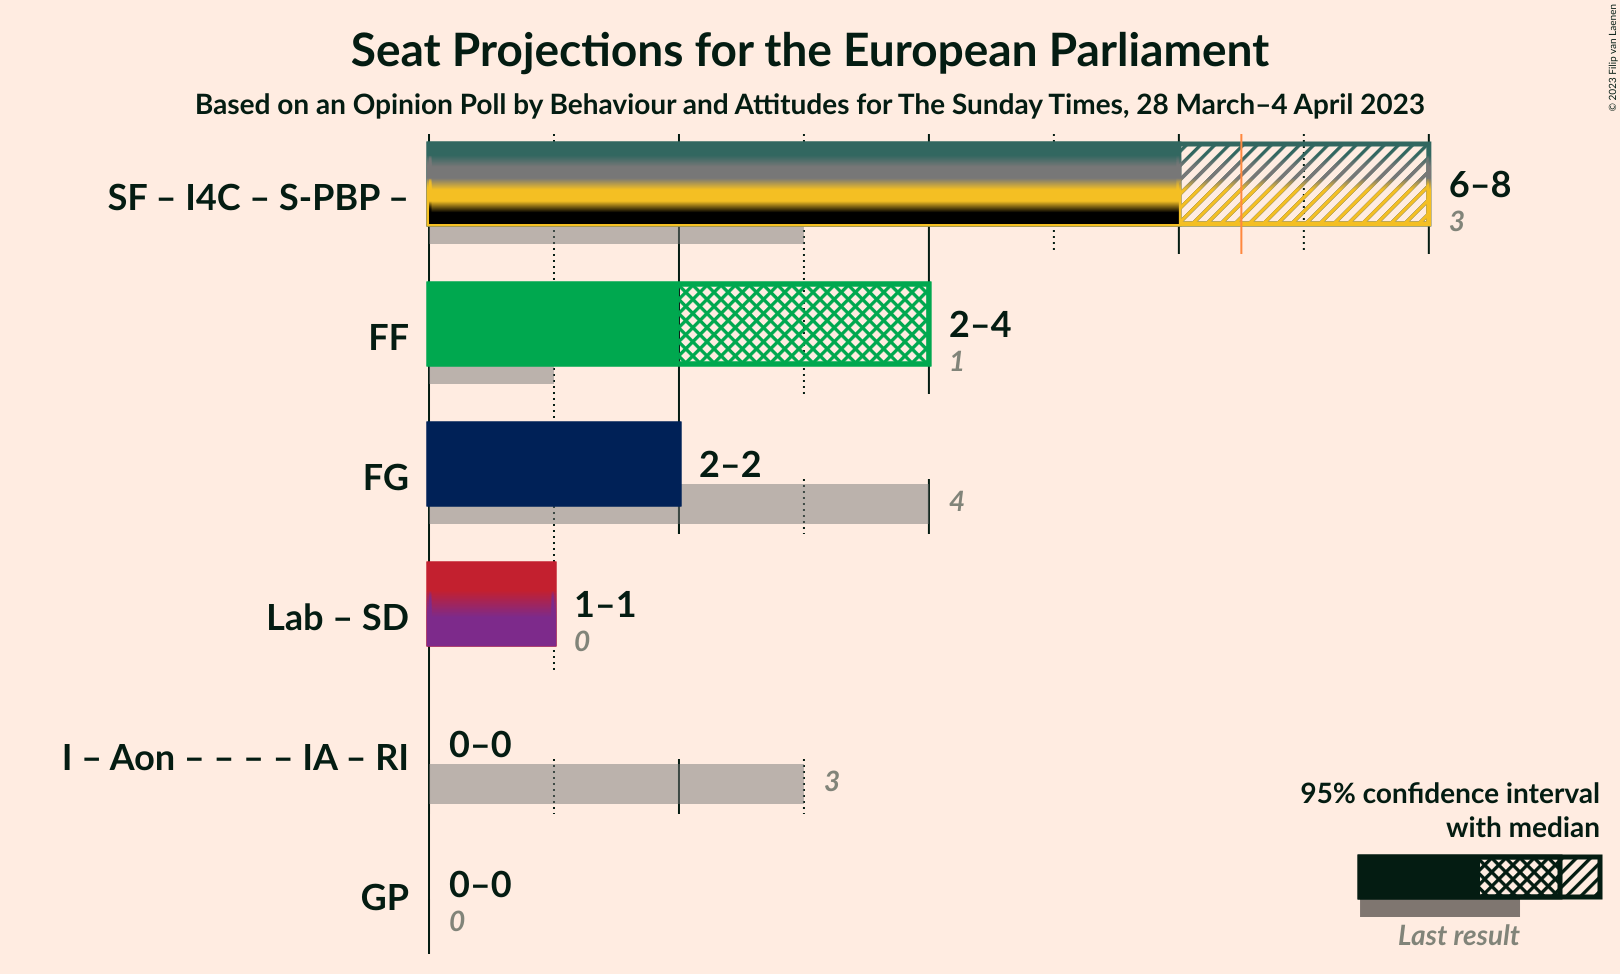 Seat Projections for the European Parliament
Based on an Opinion Poll by Behaviour and Attitudes for The Sunday Times, 28 March–4 April 2023
© 2023 Filip van Laenen
SF – I4C – S-PBP –
6–8
3
FF
2–4
1
FG
2–2
4
Lab – SD
1–1
0
I – Aon – – – – IA – RI
0–0
3
GP
0–0
0
95% confidence interval
with median
Last result